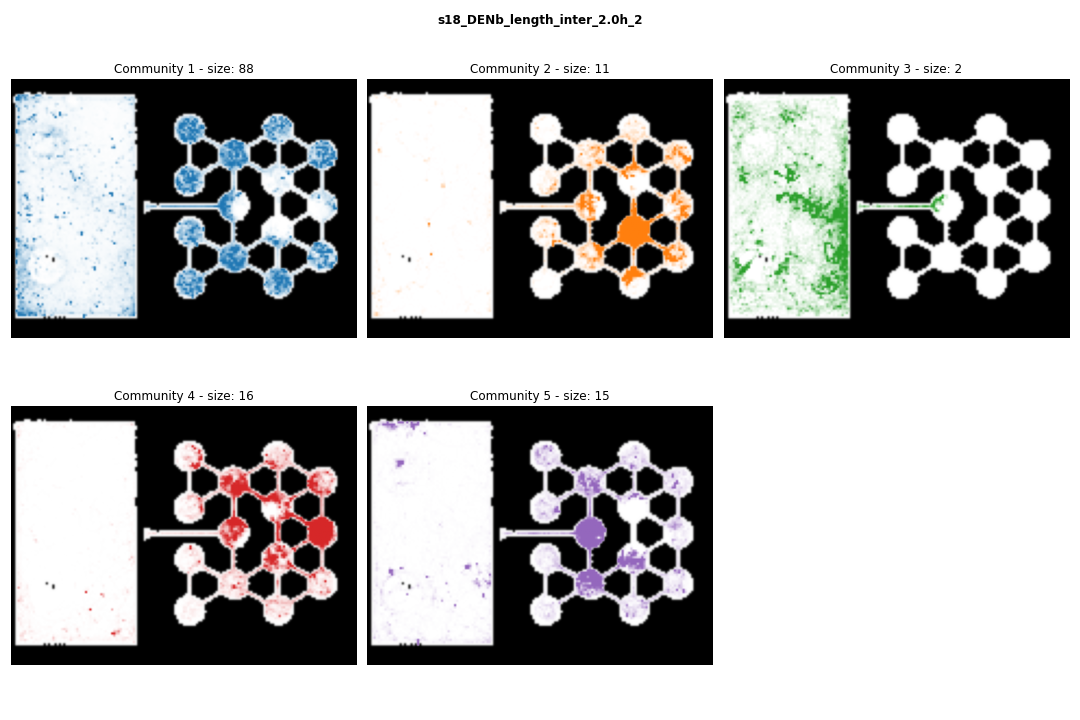 s18_DENb_length_inter_2.0h_2
Community 1 - size: 88
Community 2 - size: 11
Community 3 - size: 2
Community 4 - size: 16
Community 5 - size: 15